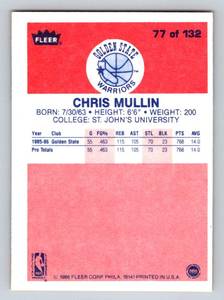 FLEER
GOLDEN STATE
WARRIORS
77 of 132
CHRIS MULLIN
BORN: 7/30/63 • HEIGHT: 6'6" • WEIGHT: 200
COLLEGE: ST. JOHN'S UNIVERSITY
Year Club G FG% REB AST STL BLK PTS AVG
1985-86 Golden State 55 .463 115 105 70 23 768 14.0
Pro Totals 55 .463 115 105 70 23 768 14.0
NBA
© 1986 FLEER CORP. PHILA. 19141 PRINTED IN U.S.A.